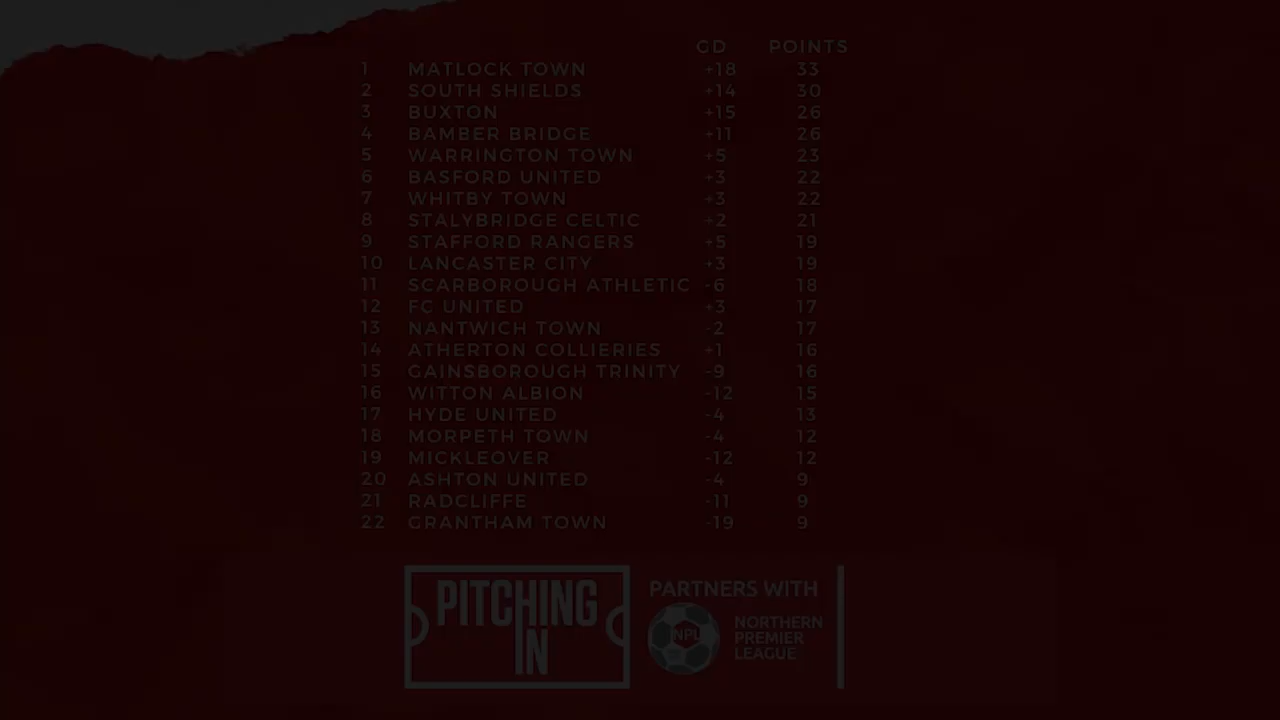 GD POINTS
1 MATLOCK TOWN +18 33
2 SOUTH SHIELDS +14 30
3 BUXTON +15 26
4 BAMBER BRIDGE +11 26
5 WARRINGTON TOWN +5 23
6 BASFORD UNITED +3 22
7 WHITBY TOWN +3 22
8 STALYBRIDGE CELTIC +2 21
9 STAFFORD RANGERS +5 19
10 LANCASTER CITY +3 19
11 SCARBOROUGH ATHLETIC -6 18
12 FC UNITED +3 17
13 NANTWICH TOWN -2 17
14 ATHERTON COLLIERIES +1 16
15 GAINSBOROUGH TRINITY -9 16
16 WITTON ALBION -12 15
17 HYDE UNITED -4 13
18 MORPETH TOWN -4 12
19 MICKLEOVER -12 12
20 ASHTON UNITED -4 9
21 RADCLIFFE -11 9
22 GRANTHAM TOWN -19 9
PITCHING
IN
PARTNERS WITH
NPL
NORTHERN
PREMIER
LEAGUE